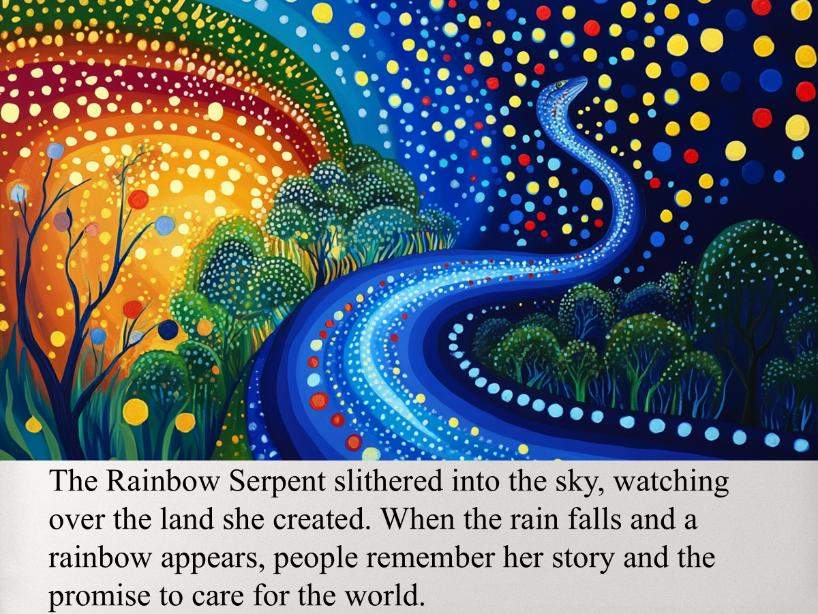 The Rainbow Serpent slithered into the sky, watching
over the land she created. When the rain falls and a
rainbow appears, people remember her story and the
promise to care for the world.